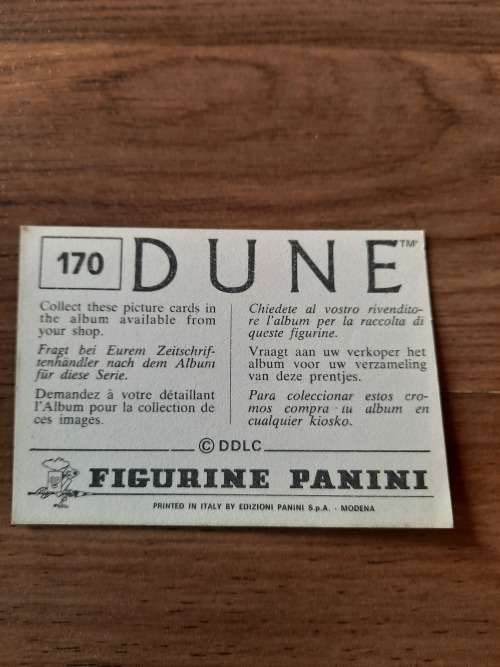 170
DUNE™
Collect these picture cards in
the album available from
your shop.
Fragt bei Eurem Zeitschrif-
tenhändler nach dem Album
für diese Serie.
Demandez à votre détaillant
l'Album pour la collection de
ces images.
Chiedete al vostro rivendito-
re l'album per la raccolta di
queste figurine.
Vraagt aan uw verkoper het
album voor uw verzameling
van deze prentjes.
Para coleccionar estos cro-
mos compra tu album en
cualquier kiosko.
© DDLC
FIGURINE PANINI
PRINTED IN ITALY BY EDIZIONI PANINI S.p.A. - MODENA